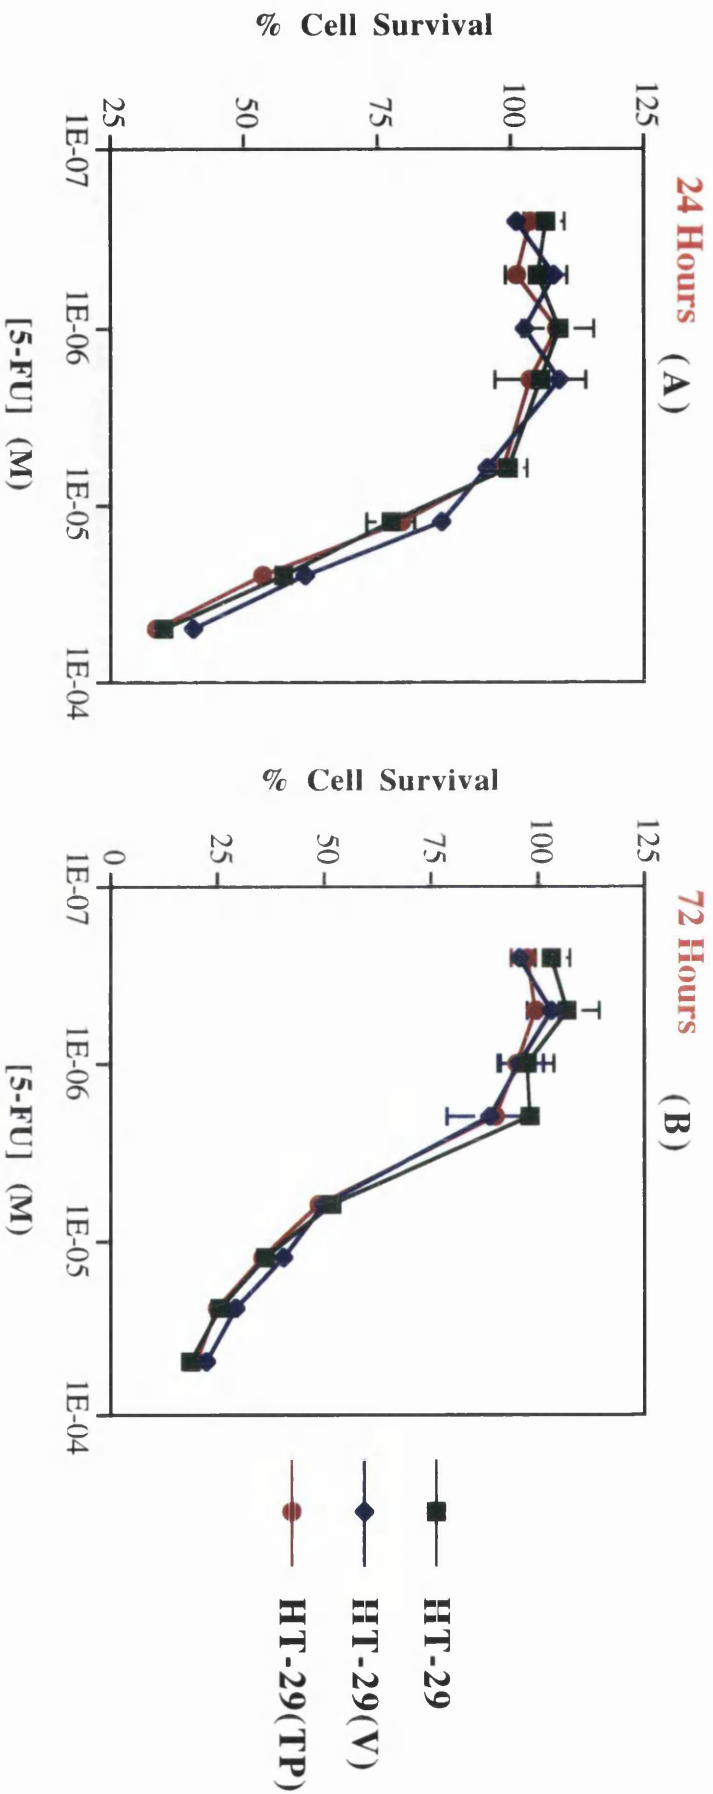 24 Hours (A)
% Cell Survival
125
100
75
50
25
1E-07 1E-06 1E-05 1E-04
[5-FU] (M)
72 Hours (B)
% Cell Survival
125
100
75
50
25
0
1E-07 1E-06 1E-05 1E-04
[5-FU] (M)
HT-29
HT-29(V)
HT-29(TP)